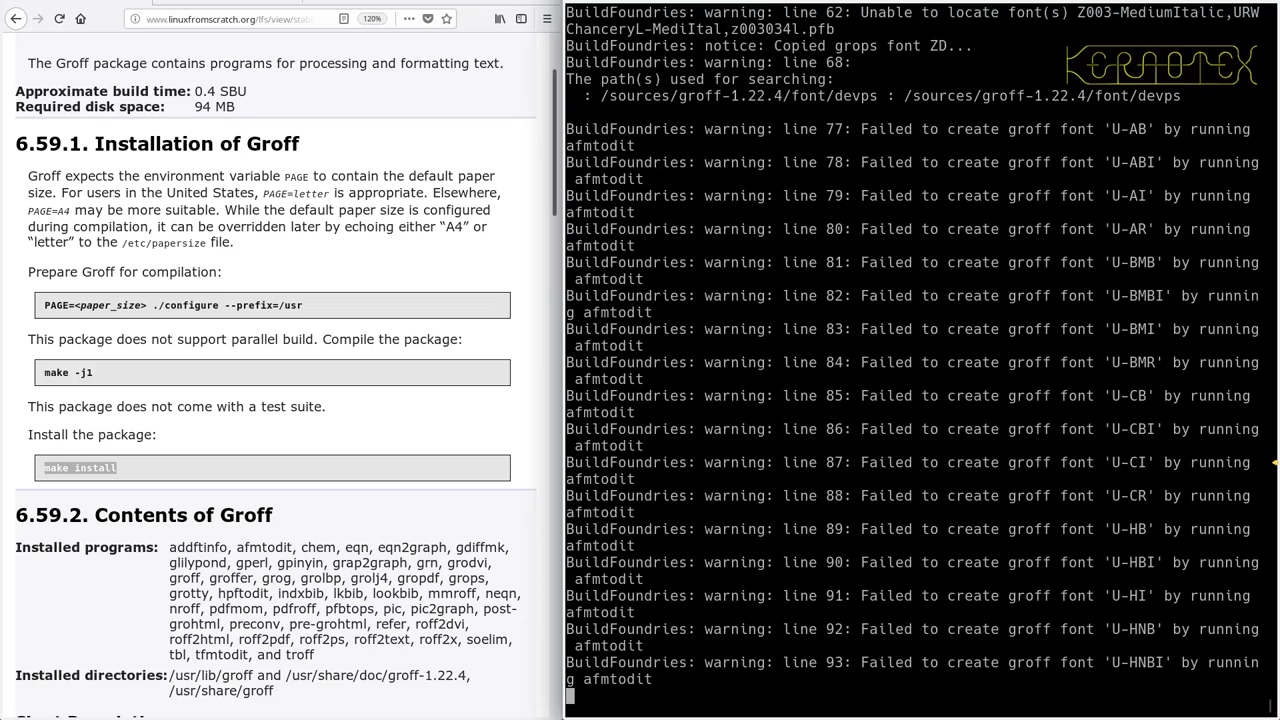 www.linuxfromscratch.org/lfs/view/stab
120%
The Groff package contains programs for processing and formatting text.
Approximate build time: 0.4 SBU
Required disk space: 94 MB
6.59.1. Installation of Groff
Groff expects the environment variable PAGE to contain the default paper
size. For users in the United States, PAGE=letter is appropriate. Elsewhere,
PAGE=A4 may be more suitable. While the default paper size is configured
during compilation, it can be overridden later by echoing either “A4” or
“letter” to the /etc/papersize file.
Prepare Groff for compilation:
PAGE=<paper_size> ./configure --prefix=/usr
This package does not support parallel build. Compile the package:
make -j1
This package does not come with a test suite.
Install the package:
make install
6.59.2. Contents of Groff
Installed programs: addftinfo, afmtodit, chem, eqn, eqn2graph, gdiffmk,
glilypond, gperl, gpinyin, grap2graph, grn, grodvi,
groff, groffer, grog, grolbp, grolj4, gropdf, grops,
grotty, hpftodit, indxbib, lkbib, lookbib, mmroff, neqn,
nroff, pdfmom, pdfroff, pfbtops, pic, pic2graph, post-
grohtml, preconv, pre-grohtml, refer, roff2dvi,
roff2html, roff2pdf, roff2ps, roff2text, roff2x, soelim,
tbl, tfmtodit, and troff
Installed directories: /usr/lib/groff and /usr/share/doc/groff-1.22.4,
/usr/share/groff
BuildFoundries: warning: line 62: Unable to locate font(s) Z003-MediumItalic,URW
ChanceryL-MediItal,z003034l.pfb
BuildFoundries: notice: Copied grops font ZD...
BuildFoundries: warning: line 68:
The path(s) used for searching:
: /sources/groff-1.22.4/font/devps : /sources/groff-1.22.4/font/devps
KERNOTEX
BuildFoundries: warning: line 77: Failed to create groff font 'U-AB' by running
afmtodit
BuildFoundries: warning: line 78: Failed to create groff font 'U-ABI' by running
afmtodit
BuildFoundries: warning: line 79: Failed to create groff font 'U-AI' by running
afmtodit
BuildFoundries: warning: line 80: Failed to create groff font 'U-AR' by running
afmtodit
BuildFoundries: warning: line 81: Failed to create groff font 'U-BMB' by running
afmtodit
BuildFoundries: warning: line 82: Failed to create groff font 'U-BMBI' by runnin
g afmtodit
BuildFoundries: warning: line 83: Failed to create groff font 'U-BMI' by running
afmtodit
BuildFoundries: warning: line 84: Failed to create groff font 'U-BMR' by running
afmtodit
BuildFoundries: warning: line 85: Failed to create groff font 'U-CB' by running
afmtodit
BuildFoundries: warning: line 86: Failed to create groff font 'U-CBI' by running
afmtodit
BuildFoundries: warning: line 87: Failed to create groff font 'U-CI' by running
afmtodit
BuildFoundries: warning: line 88: Failed to create groff font 'U-CR' by running
afmtodit
BuildFoundries: warning: line 89: Failed to create groff font 'U-HB' by running
afmtodit
BuildFoundries: warning: line 90: Failed to create groff font 'U-HBI' by running
afmtodit
BuildFoundries: warning: line 91: Failed to create groff font 'U-HI' by running
afmtodit
BuildFoundries: warning: line 92: Failed to create groff font 'U-HNB' by running
afmtodit
BuildFoundries: warning: line 93: Failed to create groff font 'U-HNBI' by runnin
g afmtodit